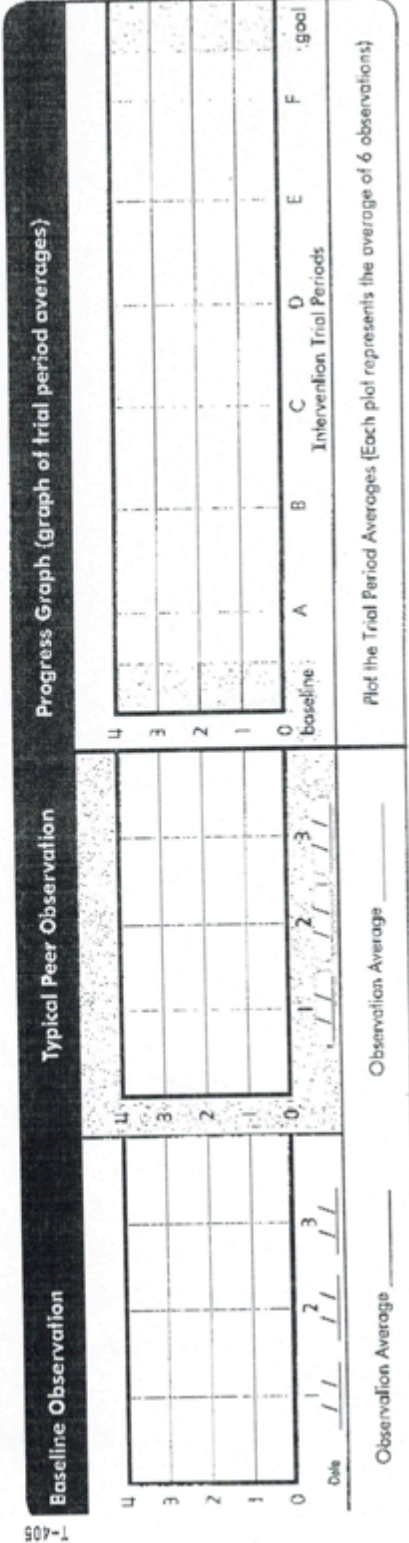 T-405
Baseline Observation
4
3
2
1
0
1 2 3
Date / / / / / /
Observation Average
Typical Peer Observation
4
3
2
1
0
1 2 3
/ / / / / /
Observation Average
Progress Graph (graph of trial period averages)
4
3
2
1
0
baseline A B C D E F goal
Intervention Trial Periods
Plot the Trial Period Averages (Each plot represents the average of 6 observations)